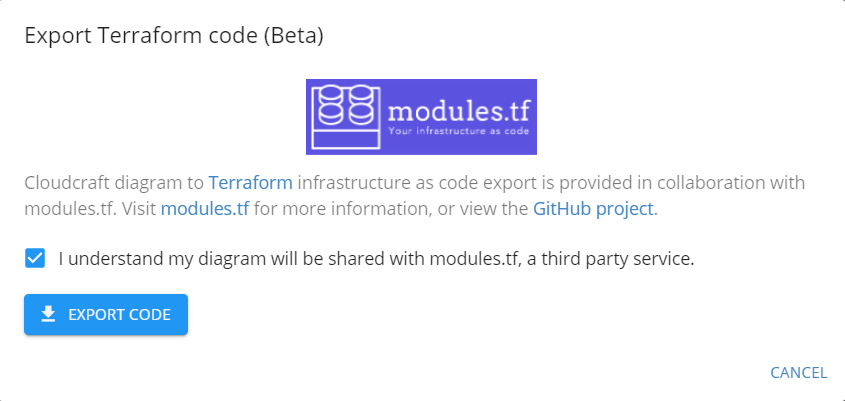 Export Terraform code (Beta)
modules.tf
Your infrastructure as code
Cloudcraft diagram to Terraform infrastructure as code export is provided in collaboration with
modules.tf. Visit modules.tf for more information, or view the GitHub project.
I understand my diagram will be shared with modules.tf, a third party service.
EXPORT CODE
CANCEL